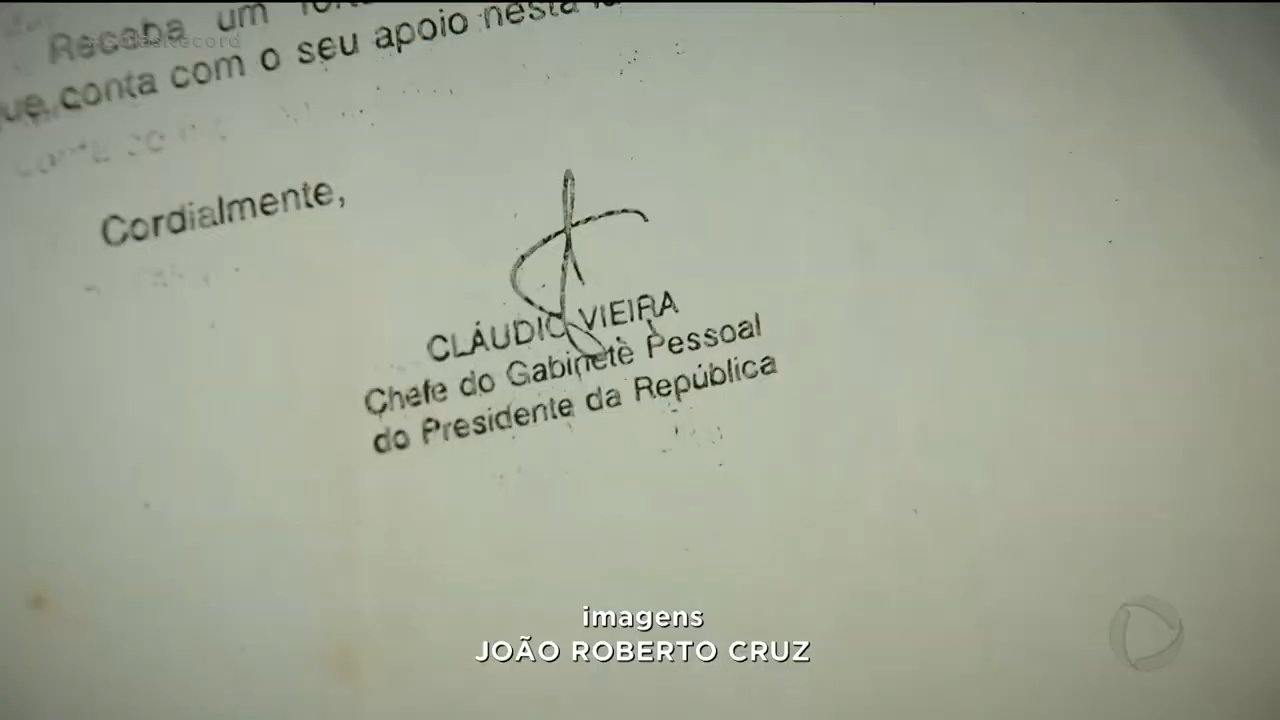 Receba um
que conta com o seu apoio nesta
Cordialmente,
CLÁUDIO VIEIRA
Chefe do Gabinete Pessoal
do Presidente da República
imagens
JOÃO ROBERTO CRUZ